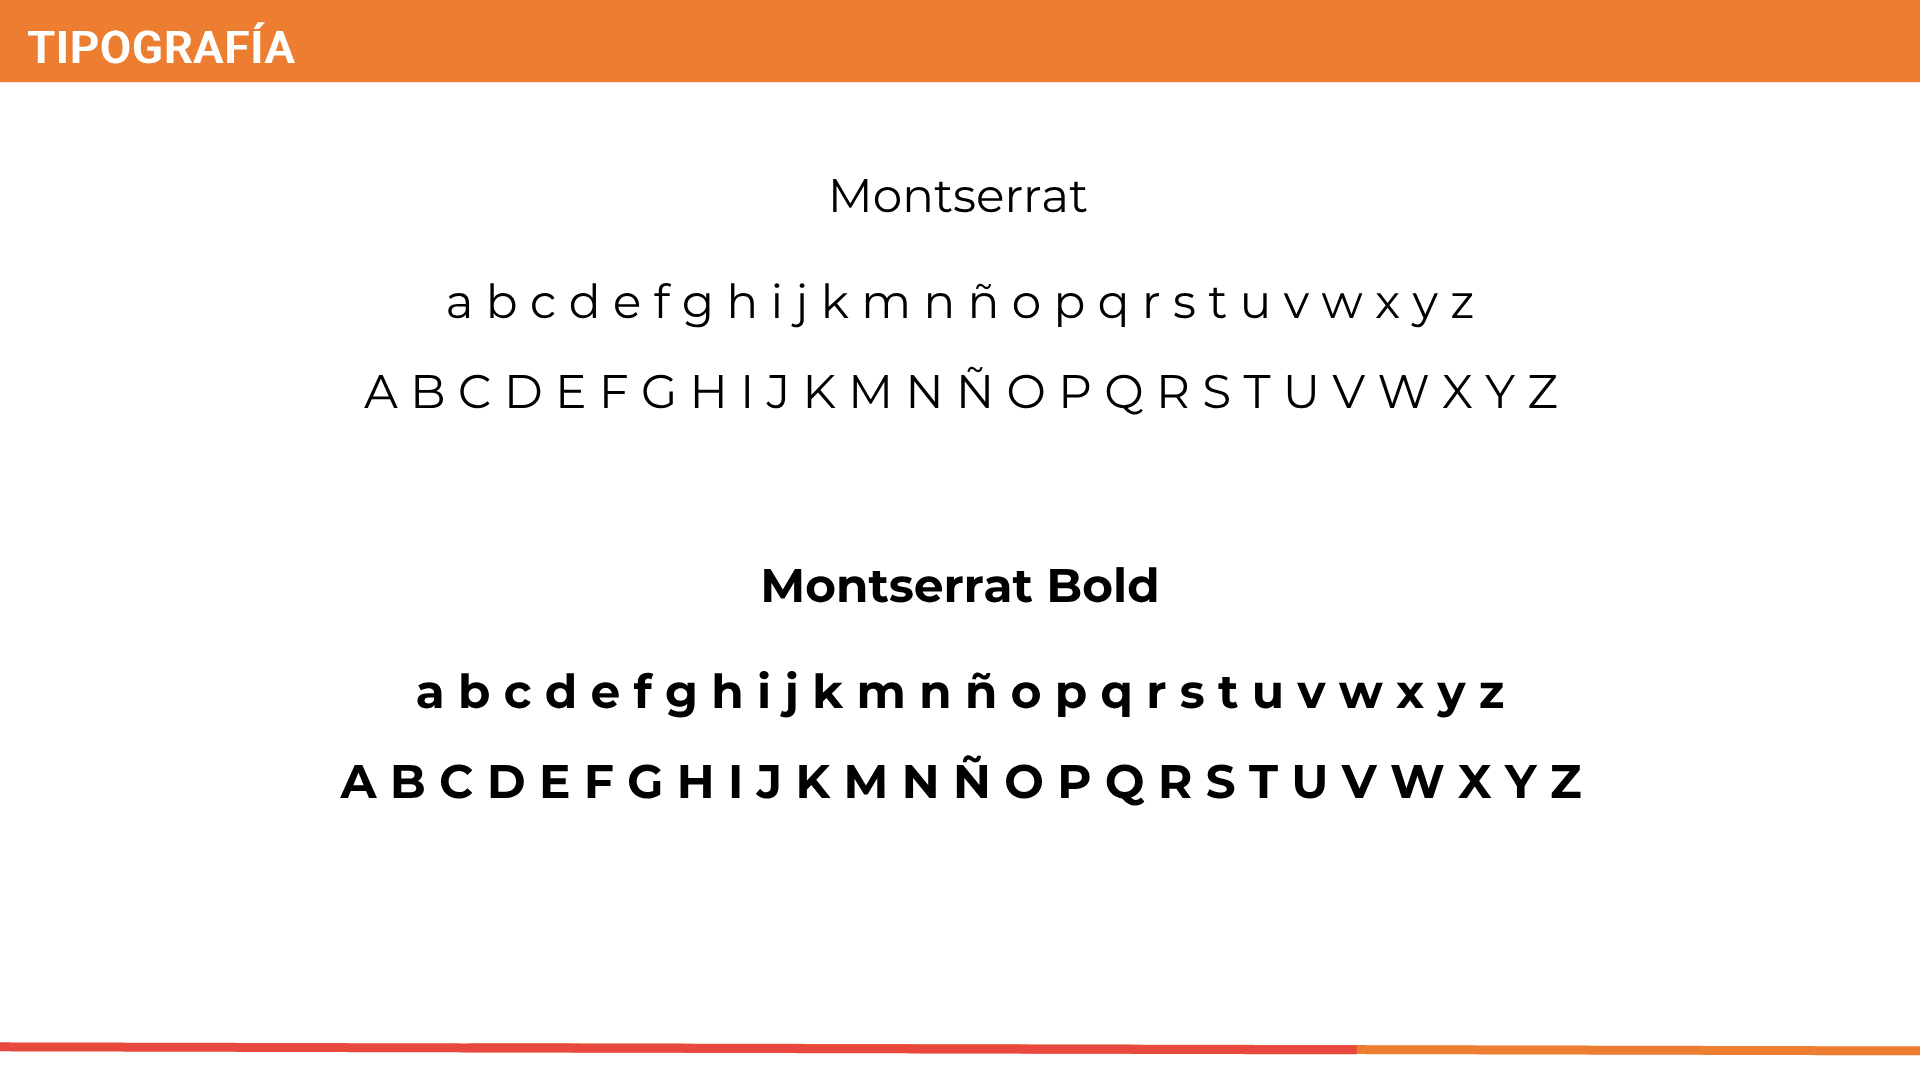 TIPOGRAFÍA
Montserrat
a b c d e f g h i j k m n ñ o p q r s t u v w x y z
A B C D E F G H I J K M N Ñ O P Q R S T U V W X Y Z
Montserrat Bold
a b c d e f g h i j k m n ñ o p q r s t u v w x y z
A B C D E F G H I J K M N Ñ O P Q R S T U V W X Y Z